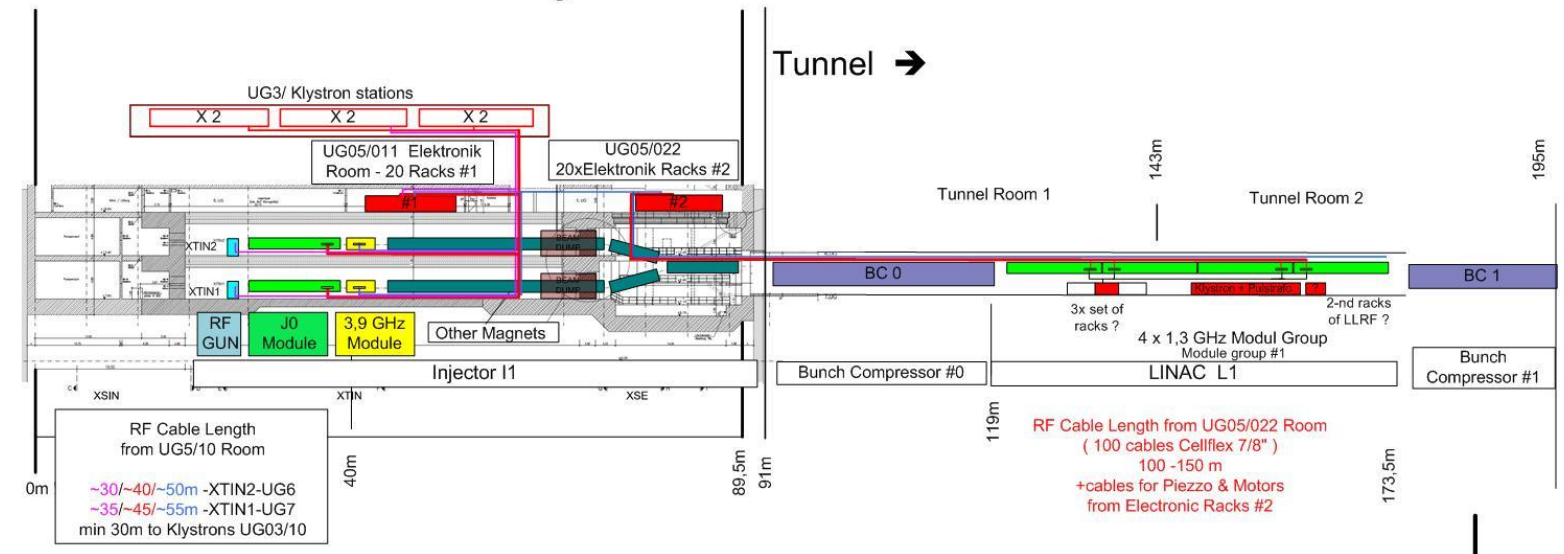 Tunnel →
UG3/ Klystron stations
X 2
X 2
X 2
UG05/011 Elektronik
Room - 20 Racks #1
UG05/022
20xElektronik Racks #2
143m
195m
Tunnel Room 1
Tunnel Room 2
#1
#2
XTIN2
BEAM
DUMP
BC 0
BC 1
XTIN1
BEAM
DUMP
Klystron + Pulstrafo
?
3x set of
racks ?
2-nd racks
of LLRF ?
RF
GUN
J0
Module
3,9 GHz
Module
Other Magnets
4 x 1,3 GHz Modul Group
Module group #1
Injector I1
Bunch Compressor #0
LINAC L1
Bunch
Compressor #1
XSIN
XTIN
XSE
RF Cable Length
from UG5/10 Room
~30/~40/~50m -XTIN2-UG6
~35/~45/~55m -XTIN1-UG7
min 30m to Klystrons UG03/10
0m
40m
89,5m
91m
119m
173,5m
RF Cable Length from UG05/022 Room
( 100 cables Cellflex 7/8" )
100 -150 m
+cables for Piezzo & Motors
from Electronic Racks #2